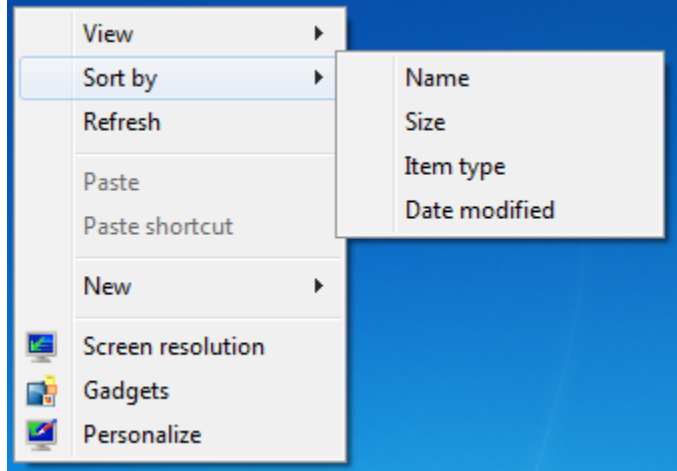 View
Sort by
Refresh
Paste
Paste shortcut
New
Screen resolution
Gadgets
Personalize
Name
Size
Item type
Date modified